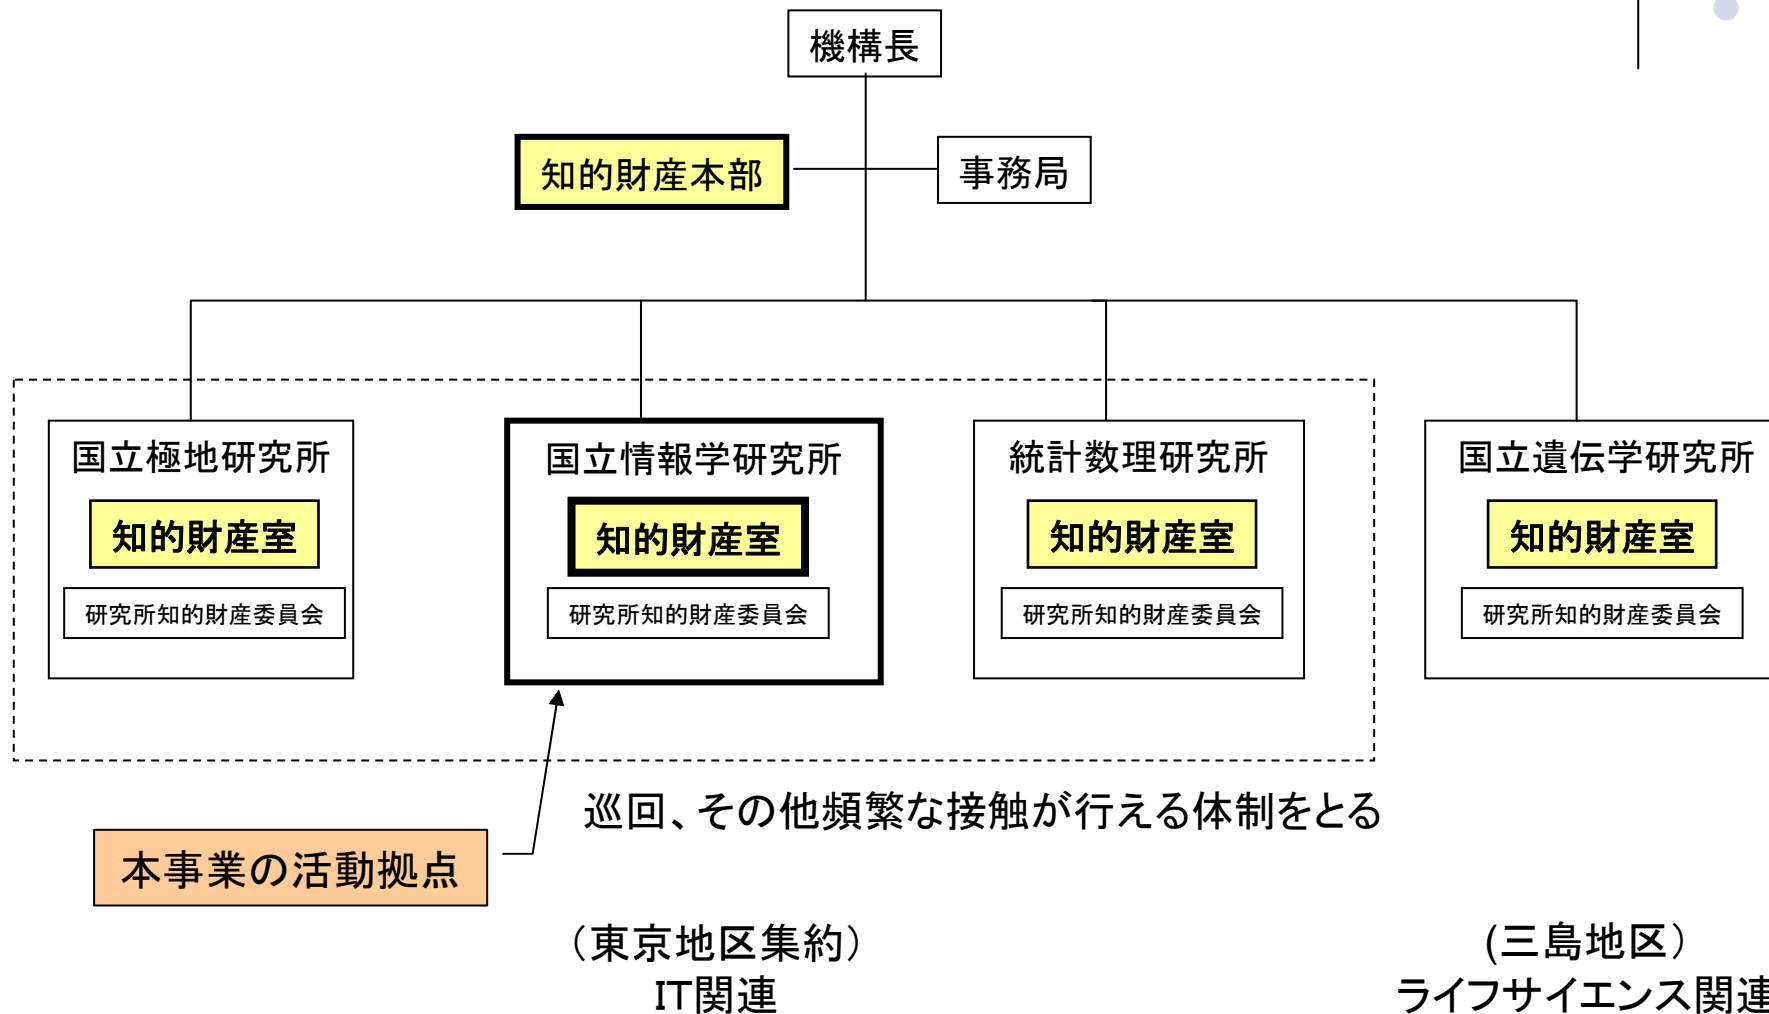 機構長
知的財産本部
事務局
国立極地研究所
知的財産室
研究所知的財産委員会
国立情報学研究所
知的財産室
研究所知的財産委員会
統計数理研究所
知的財産室
研究所知的財産委員会
国立遺伝学研究所
知的財産室
研究所知的財産委員会
巡回、その他頻繁な接触が行える体制をとる
本事業の活動拠点
（東京地区集約）
IT関連
(三島地区）
ライフサイエンス関連